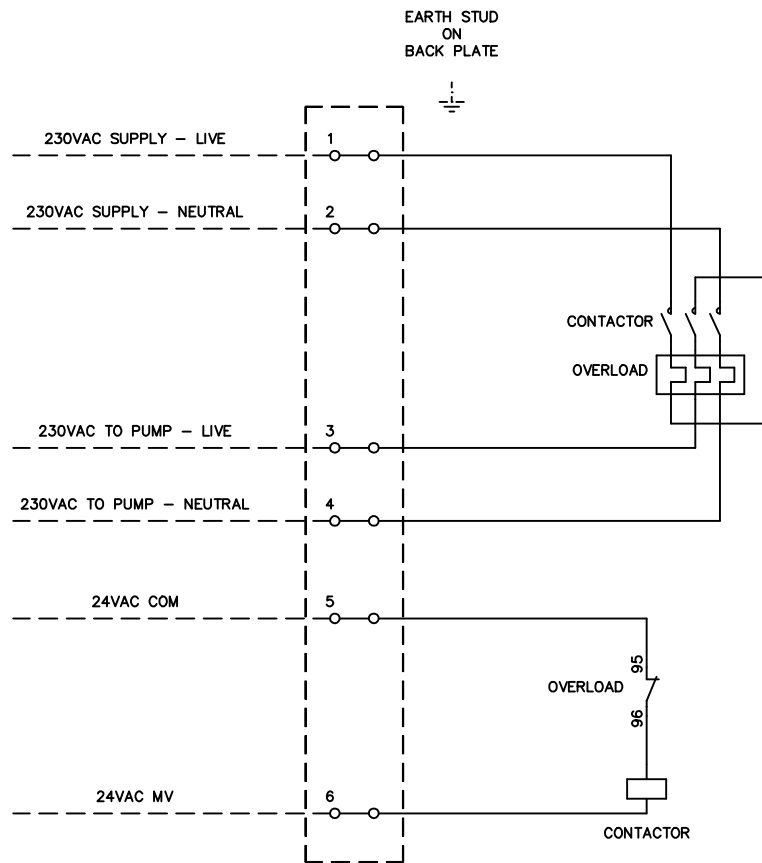 EARTH STUD
ON
BACK PLATE
230VAC SUPPLY – LIVE
1
230VAC SUPPLY – NEUTRAL
2
CONTACTOR
OVERLOAD
230VAC TO PUMP – LIVE
3
230VAC TO PUMP – NEUTRAL
4
24VAC COM
5
95
OVERLOAD
96
24VAC MV
6
CONTACTOR